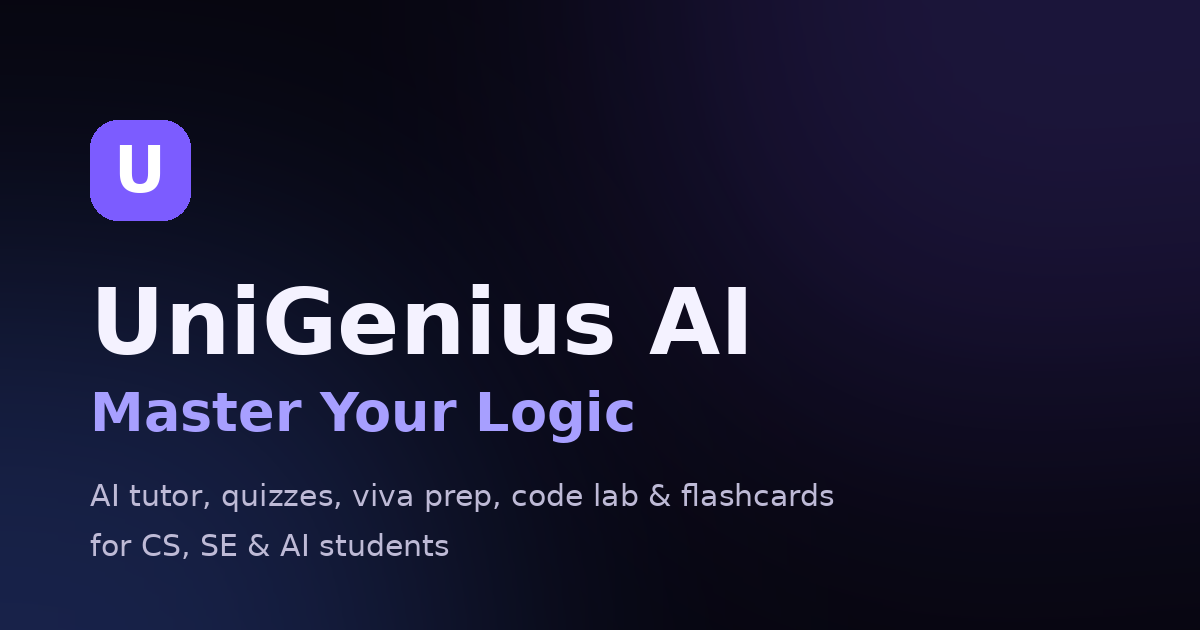 U
UniGenius AI
Master Your Logic
AI tutor, quizzes, viva prep, code lab & flashcards
for CS, SE & AI students